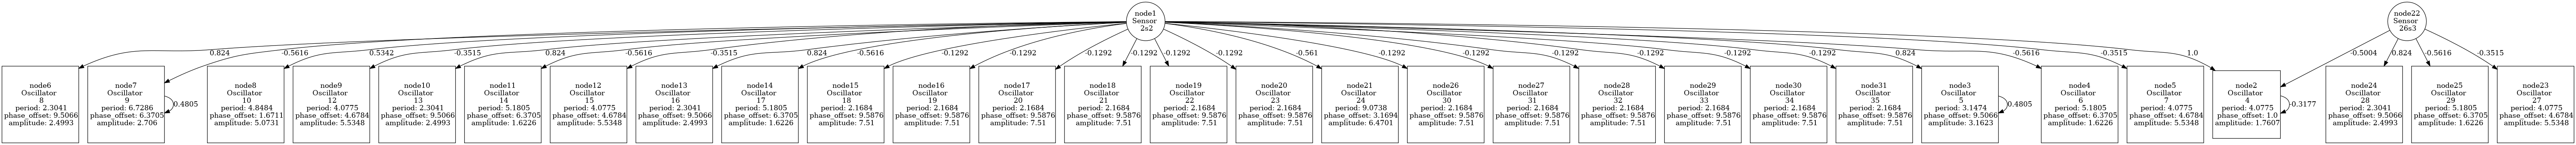 node1
Sensor
2s2
node22
Sensor
26s3
0.824
-0.5616
0.5342
-0.3515
0.824
-0.5616
-0.3515
0.824
-0.5616
-0.1292
-0.1292
-0.1292
-0.1292
-0.1292
-0.1292
-0.561
-0.1292
-0.1292
-0.1292
-0.1292
-0.1292
-0.1292
0.824
-0.5616
-0.3515
1.0
-0.5004
0.824
-0.5616
-0.3515
node6
Oscillator
8
period: 2.3041
phase_offset: 9.5066
amplitude: 2.4993
node7
Oscillator
9
period: 6.7286
phase_offset: 6.3705
amplitude: 2.706
0.4805
node8
Oscillator
10
period: 4.8484
phase_offset: 1.6711
amplitude: 5.0731
node9
Oscillator
12
period: 4.0775
phase_offset: 4.6784
amplitude: 5.5348
node10
Oscillator
13
period: 2.3041
phase_offset: 9.5066
amplitude: 2.4993
node11
Oscillator
14
period: 5.1805
phase_offset: 6.3705
amplitude: 1.6226
node12
Oscillator
15
period: 4.0775
phase_offset: 4.6784
amplitude: 5.5348
node13
Oscillator
16
period: 2.3041
phase_offset: 9.5066
amplitude: 2.4993
node14
Oscillator
17
period: 5.1805
phase_offset: 6.3705
amplitude: 1.6226
node15
Oscillator
18
period: 2.1684
phase_offset: 9.5876
amplitude: 7.51
node16
Oscillator
19
period: 2.1684
phase_offset: 9.5876
amplitude: 7.51
node17
Oscillator
20
period: 2.1684
phase_offset: 9.5876
amplitude: 7.51
node18
Oscillator
21
period: 2.1684
phase_offset: 9.5876
amplitude: 7.51
node19
Oscillator
22
period: 2.1684
phase_offset: 9.5876
amplitude: 7.51
node20
Oscillator
23
period: 2.1684
phase_offset: 9.5876
amplitude: 7.51
node21
Oscillator
24
period: 9.0738
phase_offset: 3.1694
amplitude: 6.4701
node26
Oscillator
30
period: 2.1684
phase_offset: 9.5876
amplitude: 7.51
node27
Oscillator
31
period: 2.1684
phase_offset: 9.5876
amplitude: 7.51
node28
Oscillator
32
period: 2.1684
phase_offset: 9.5876
amplitude: 7.51
node29
Oscillator
33
period: 2.1684
phase_offset: 9.5876
amplitude: 7.51
node30
Oscillator
34
period: 2.1684
phase_offset: 9.5876
amplitude: 7.51
node31
Oscillator
35
period: 2.1684
phase_offset: 9.5876
amplitude: 7.51
node3
Oscillator
5
period: 3.1474
phase_offset: 9.5066
amplitude: 3.1623
0.4805
node4
Oscillator
6
period: 5.1805
phase_offset: 6.3705
amplitude: 1.6226
node5
Oscillator
7
period: 4.0775
phase_offset: 4.6784
amplitude: 5.5348
node2
Oscillator
4
period: 4.0775
phase_offset: 1.0
amplitude: 1.7607
-0.3177
node24
Oscillator
28
period: 2.3041
phase_offset: 9.5066
amplitude: 2.4993
node25
Oscillator
29
period: 5.1805
phase_offset: 6.3705
amplitude: 1.6226
node23
Oscillator
27
period: 4.0775
phase_offset: 4.6784
amplitude: 5.5348